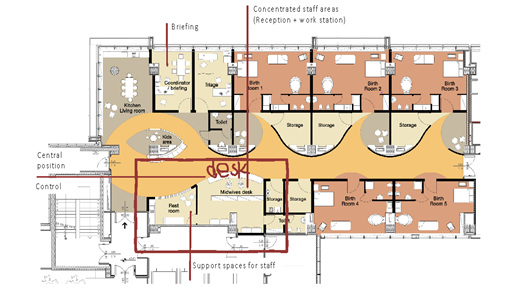 Concentrated staff areas
(Reception + work station)
Briefing
Coordinator
/ briefing
Triage
Kitchen
Living room
Birth
Room 1
Birth
Room 2
Birth
Room 3
Toilet
Storage
Storage
Storage
Kids
area
Central
position
Control
desk
Midwives desk
Rest
room
Storage
Storage
Toilet
Birth
Room 4
Birth
Room 5
Support spaces for staff